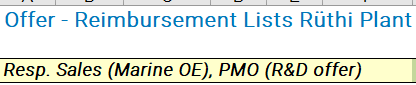 Offer - Reimbursement Lists Rüthi Plant
Resp. Sales (Marine OE), PMO (R&D offer)